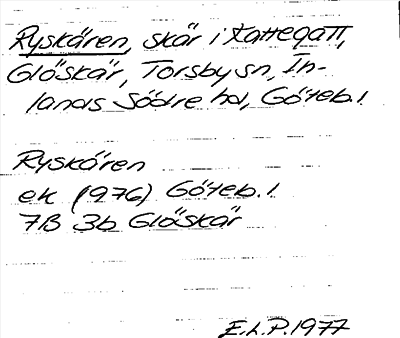 Ryskären, skär i Kattegatt,
Glöskär, Torsby sn, In-
lands Södre hd, Göteb. l
Ryskären
ek (1976) Göteb. l
7B 3b Glöskär
E.L.P. 1977